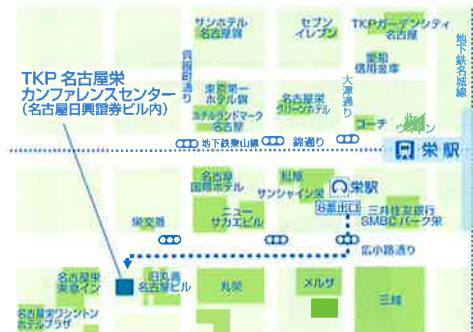 サンホテル
名古屋錦
セブン
イレブン
TKPガーデンシティ
名古屋
愛知
信用金庫
地下鉄名城線
呉服町通り
大津通り
TKP 名古屋栄
カンファレンスセンター
(名古屋日興證券ビル内)
東京第一
ホテル錦
ホテルランドマーク
名古屋
名古屋栄
グリーンホテル
コーチ
地下鉄東山線
錦通り
栄駅
名古屋
国際ホテル
松坂
サンシャイン栄
栄駅
8番出口
ニュー
サカエビル
三井住友銀行
SMBCパーク栄
栄交番
広小路通り
名古屋栄
東急イン
旧丸善
名古屋ビル
丸栄
メルサ
三越
名古屋栄ワシントン
ホテルプラザ